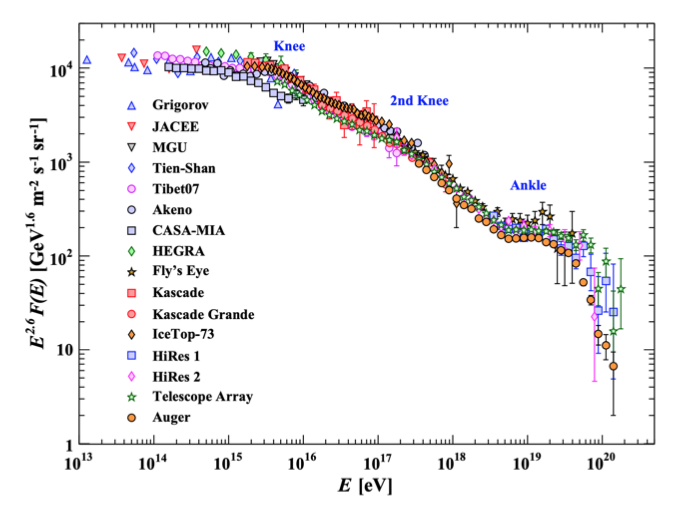 Knee
2nd Knee
Ankle
Grigorov
JACEE
MGU
Tien-Shan
Tibet07
Akeno
CASA-MIA
HEGRA
Fly's Eye
Kascade
Kascade Grande
IceTop-73
HiRes 1
HiRes 2
Telescope Array
Auger
E^2.6 F(E) [GeV^1.6 m^-2 s^-1 sr^-1]
10^4
10^3
10^2
10
1
10^13 10^14 10^15 10^16 10^17 10^18 10^19 10^20
E [eV]